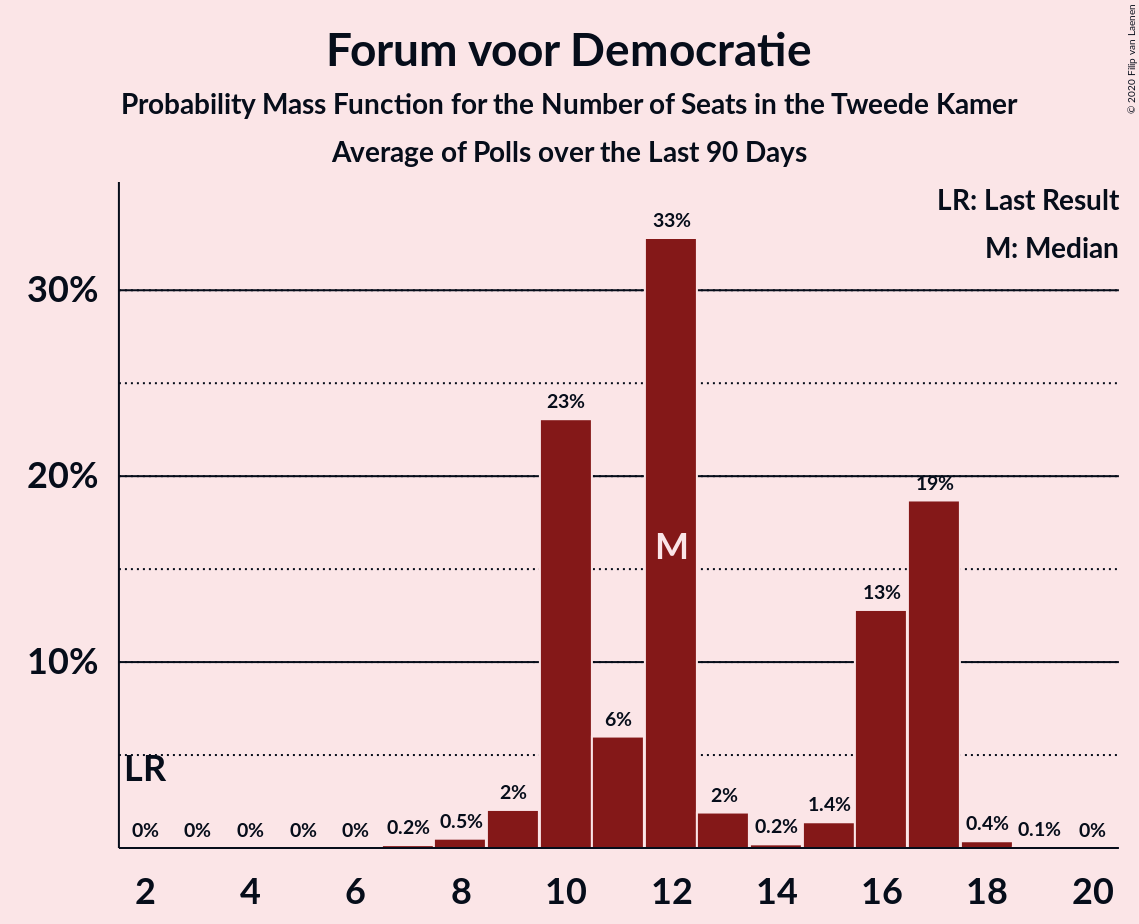 Forum voor Democratie
Probability Mass Function for the Number of Seats in the Tweede Kamer
Average of Polls over the Last 90 Days
© 2020 Filip van Laenen
LR: Last Result
M: Median
33%
30%
23%
20%
19%
M
13%
10%
6%
LR
2%
2%
1.4%
0% 0% 0% 0% 0% 0.2% 0.5% 0.2% 0.4% 0.1% 0%
2 4 6 8 10 12 14 16 18 20